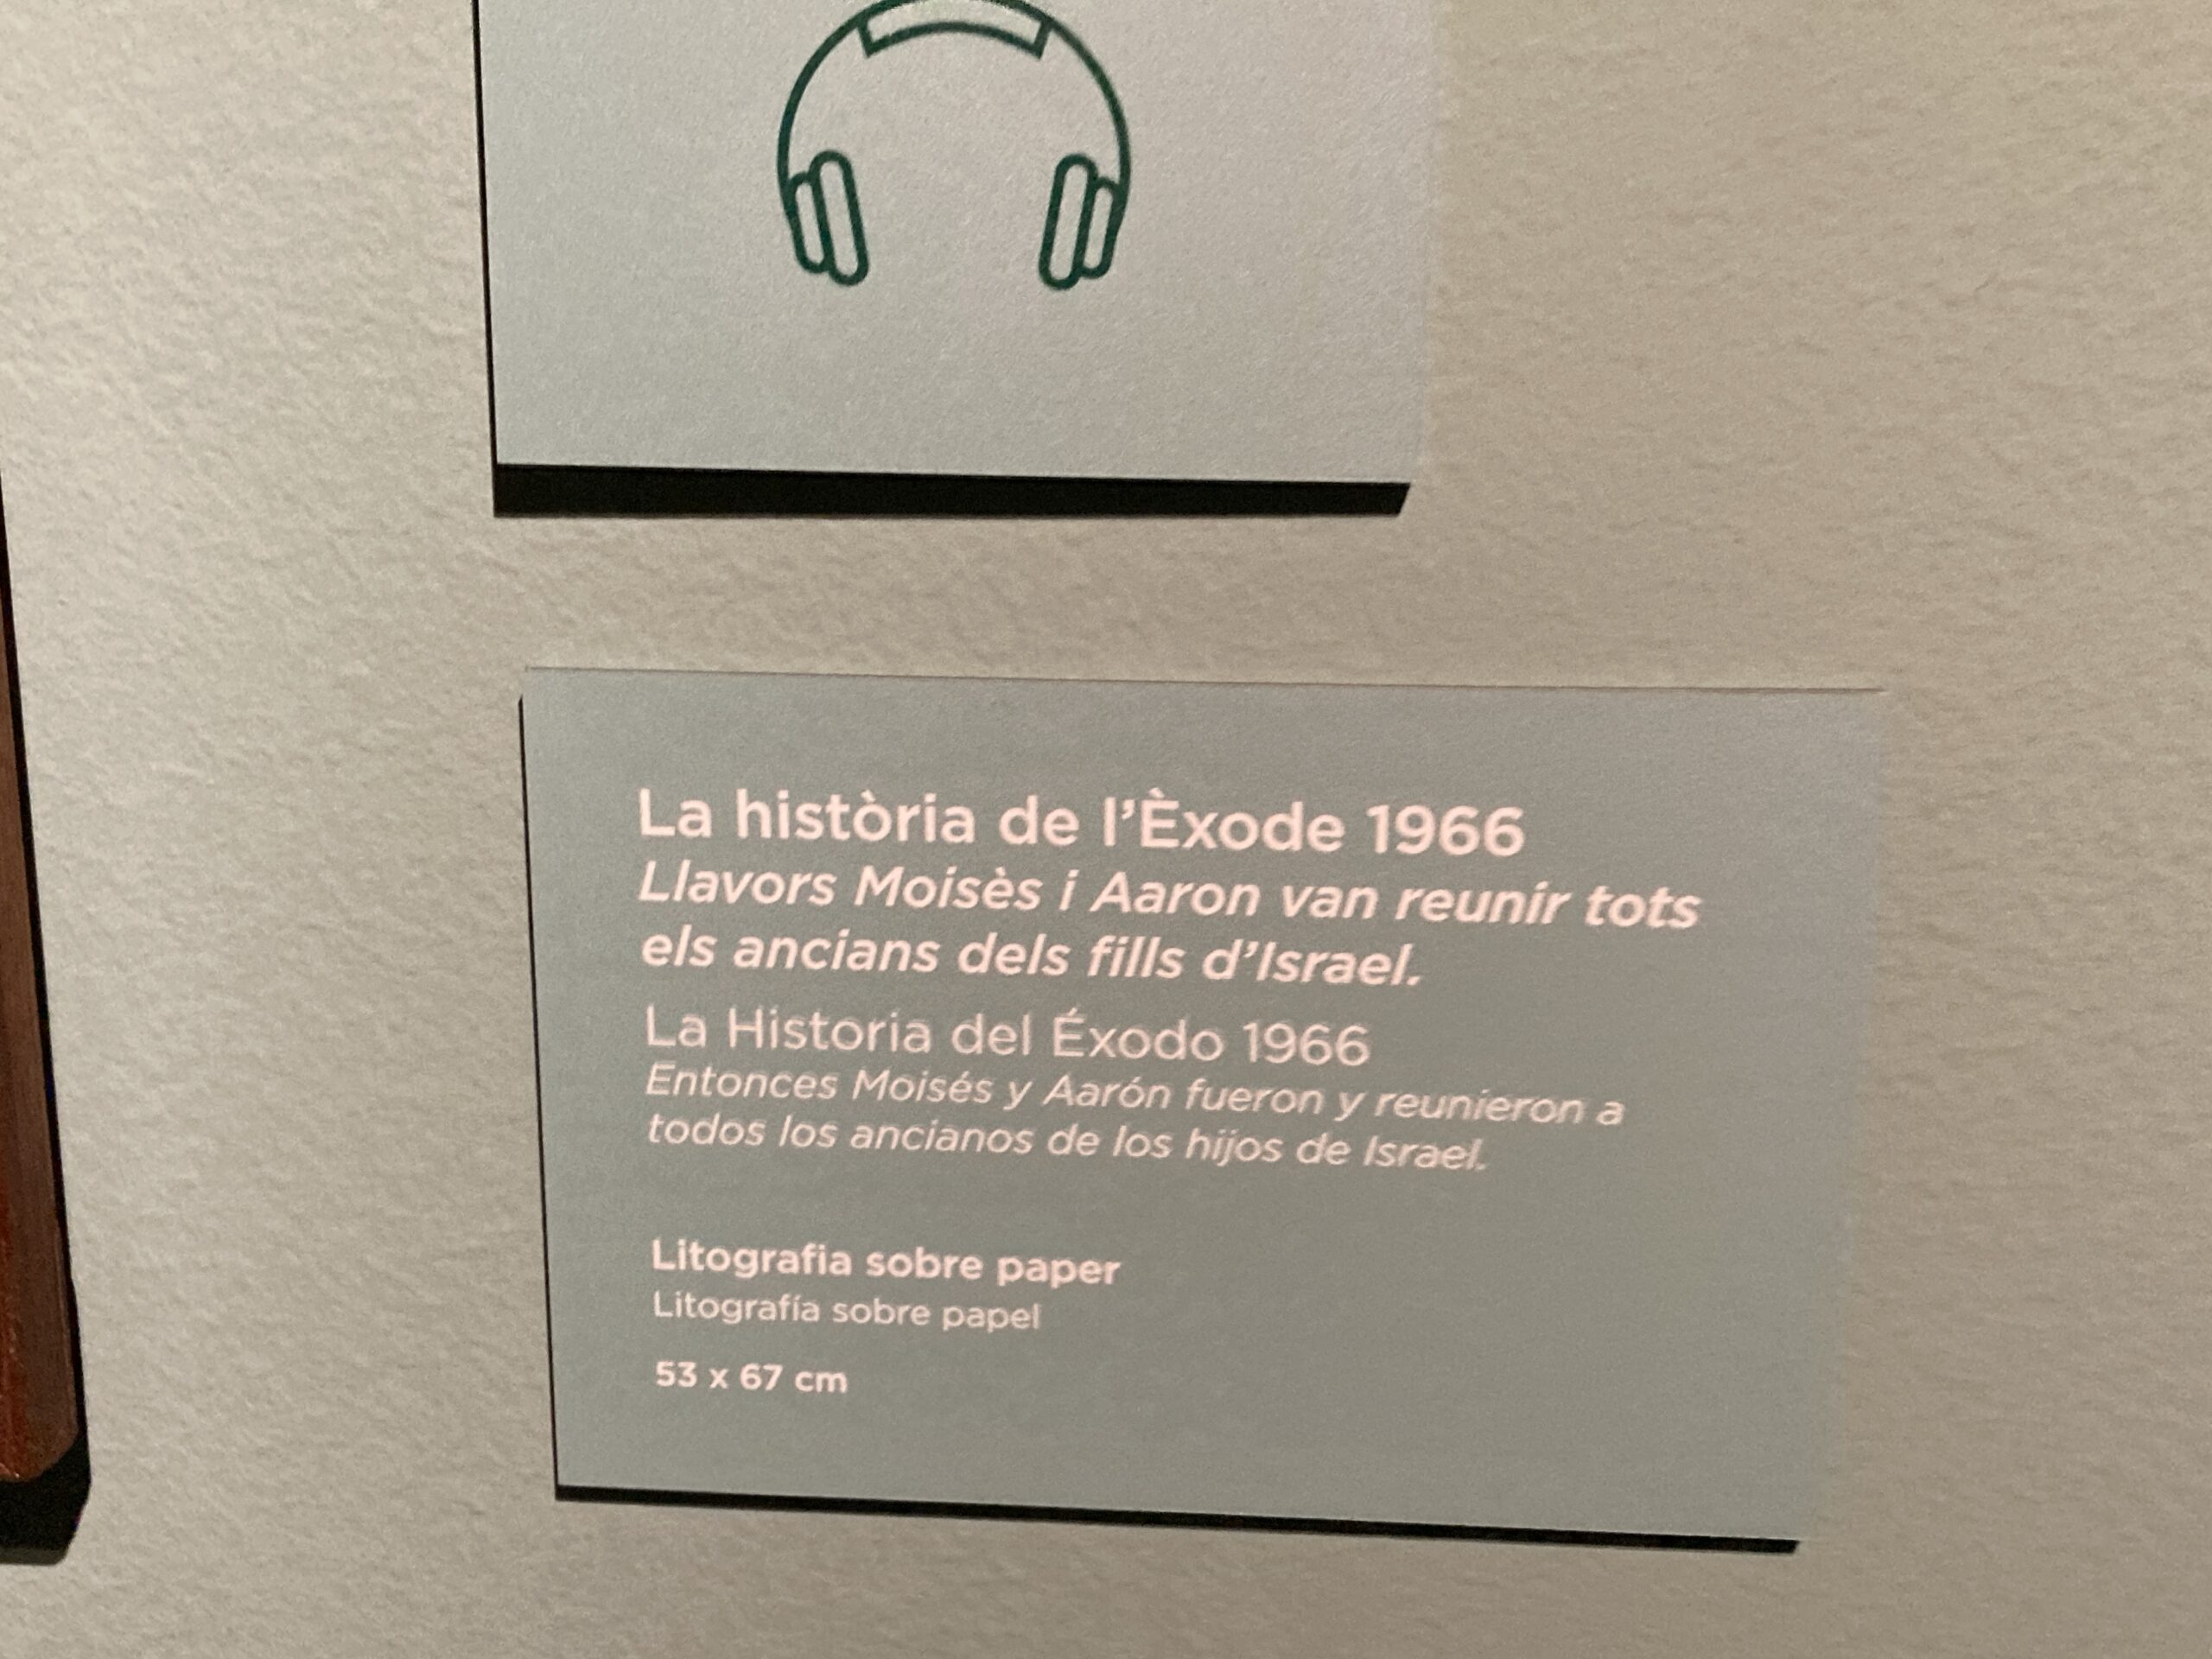 La història de l'Èxode 1966
Llavors Moisès i Aaron van reunir tots
els ancians dels fills d'Israel.
La Historia del Éxodo 1966
Entonces Moisés y Aarón fueron y reunieron a
todos los ancianos de los hijos de Israel.
Litografia sobre paper
Litografía sobre papel
53 x 67 cm